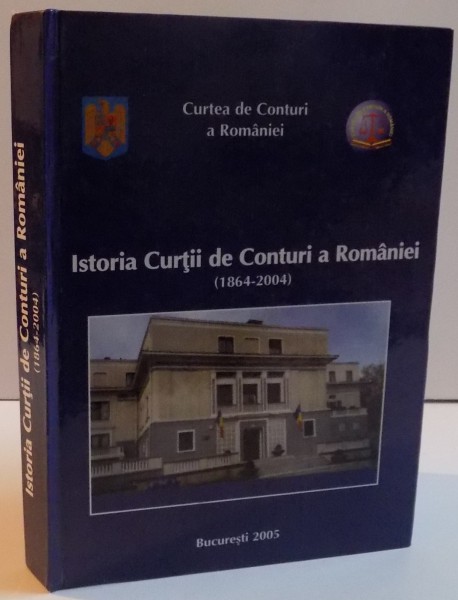 Curtea de Conturi
a României
Istoria Curţii de Conturi a României
(1864-2004)
Bucureşti 2005
Istoria Curţii de Conturi a României
(1864-2004)